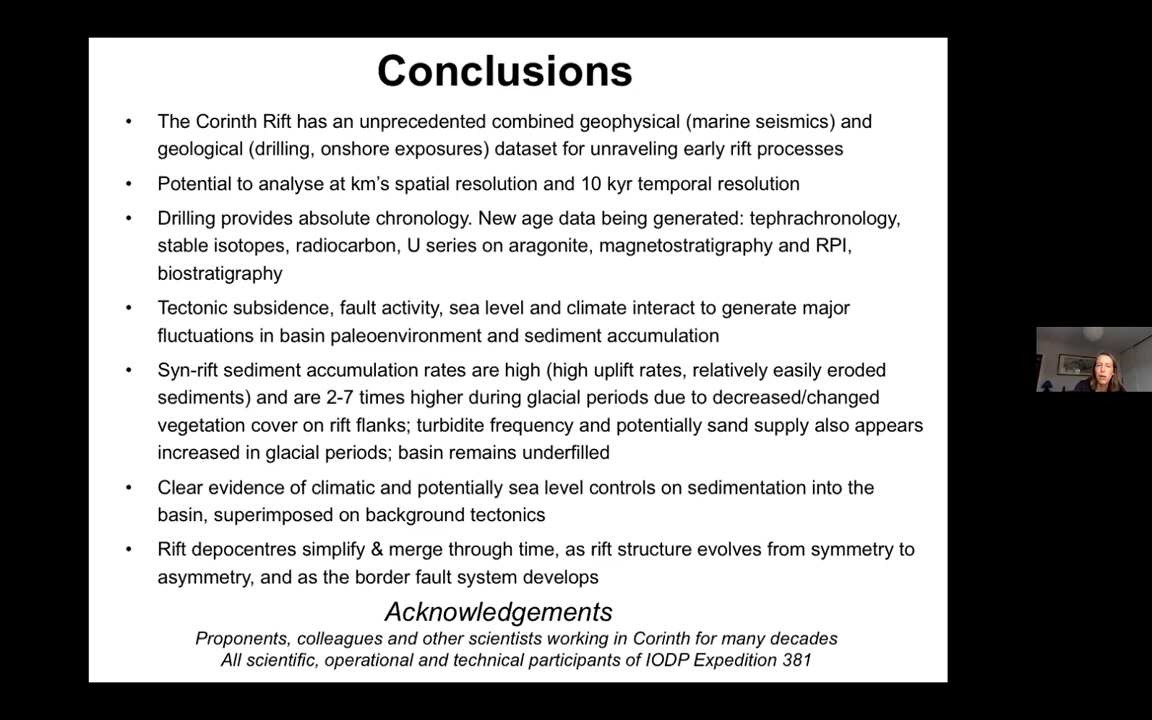 Conclusions
• The Corinth Rift has an unprecedented combined geophysical (marine seismics) and
geological (drilling, onshore exposures) dataset for unraveling early rift processes
• Potential to analyse at km's spatial resolution and 10 kyr temporal resolution
• Drilling provides absolute chronology. New age data being generated: tephrachronology,
stable isotopes, radiocarbon, U series on aragonite, magnetostratigraphy and RPI,
biostratigraphy
• Tectonic subsidence, fault activity, sea level and climate interact to generate major
fluctuations in basin paleoenvironment and sediment accumulation
• Syn-rift sediment accumulation rates are high (high uplift rates, relatively easily eroded
sediments) and are 2-7 times higher during glacial periods due to decreased/changed
vegetation cover on rift flanks; turbidite frequency and potentially sand supply also appears
increased in glacial periods; basin remains underfilled
• Clear evidence of climatic and potentially sea level controls on sedimentation into the
basin, superimposed on background tectonics
• Rift depocentres simplify & merge through time, as rift structure evolves from symmetry to
asymmetry, and as the border fault system develops
Acknowledgements
Proponents, colleagues and other scientists working in Corinth for many decades
All scientific, operational and technical participants of IODP Expedition 381